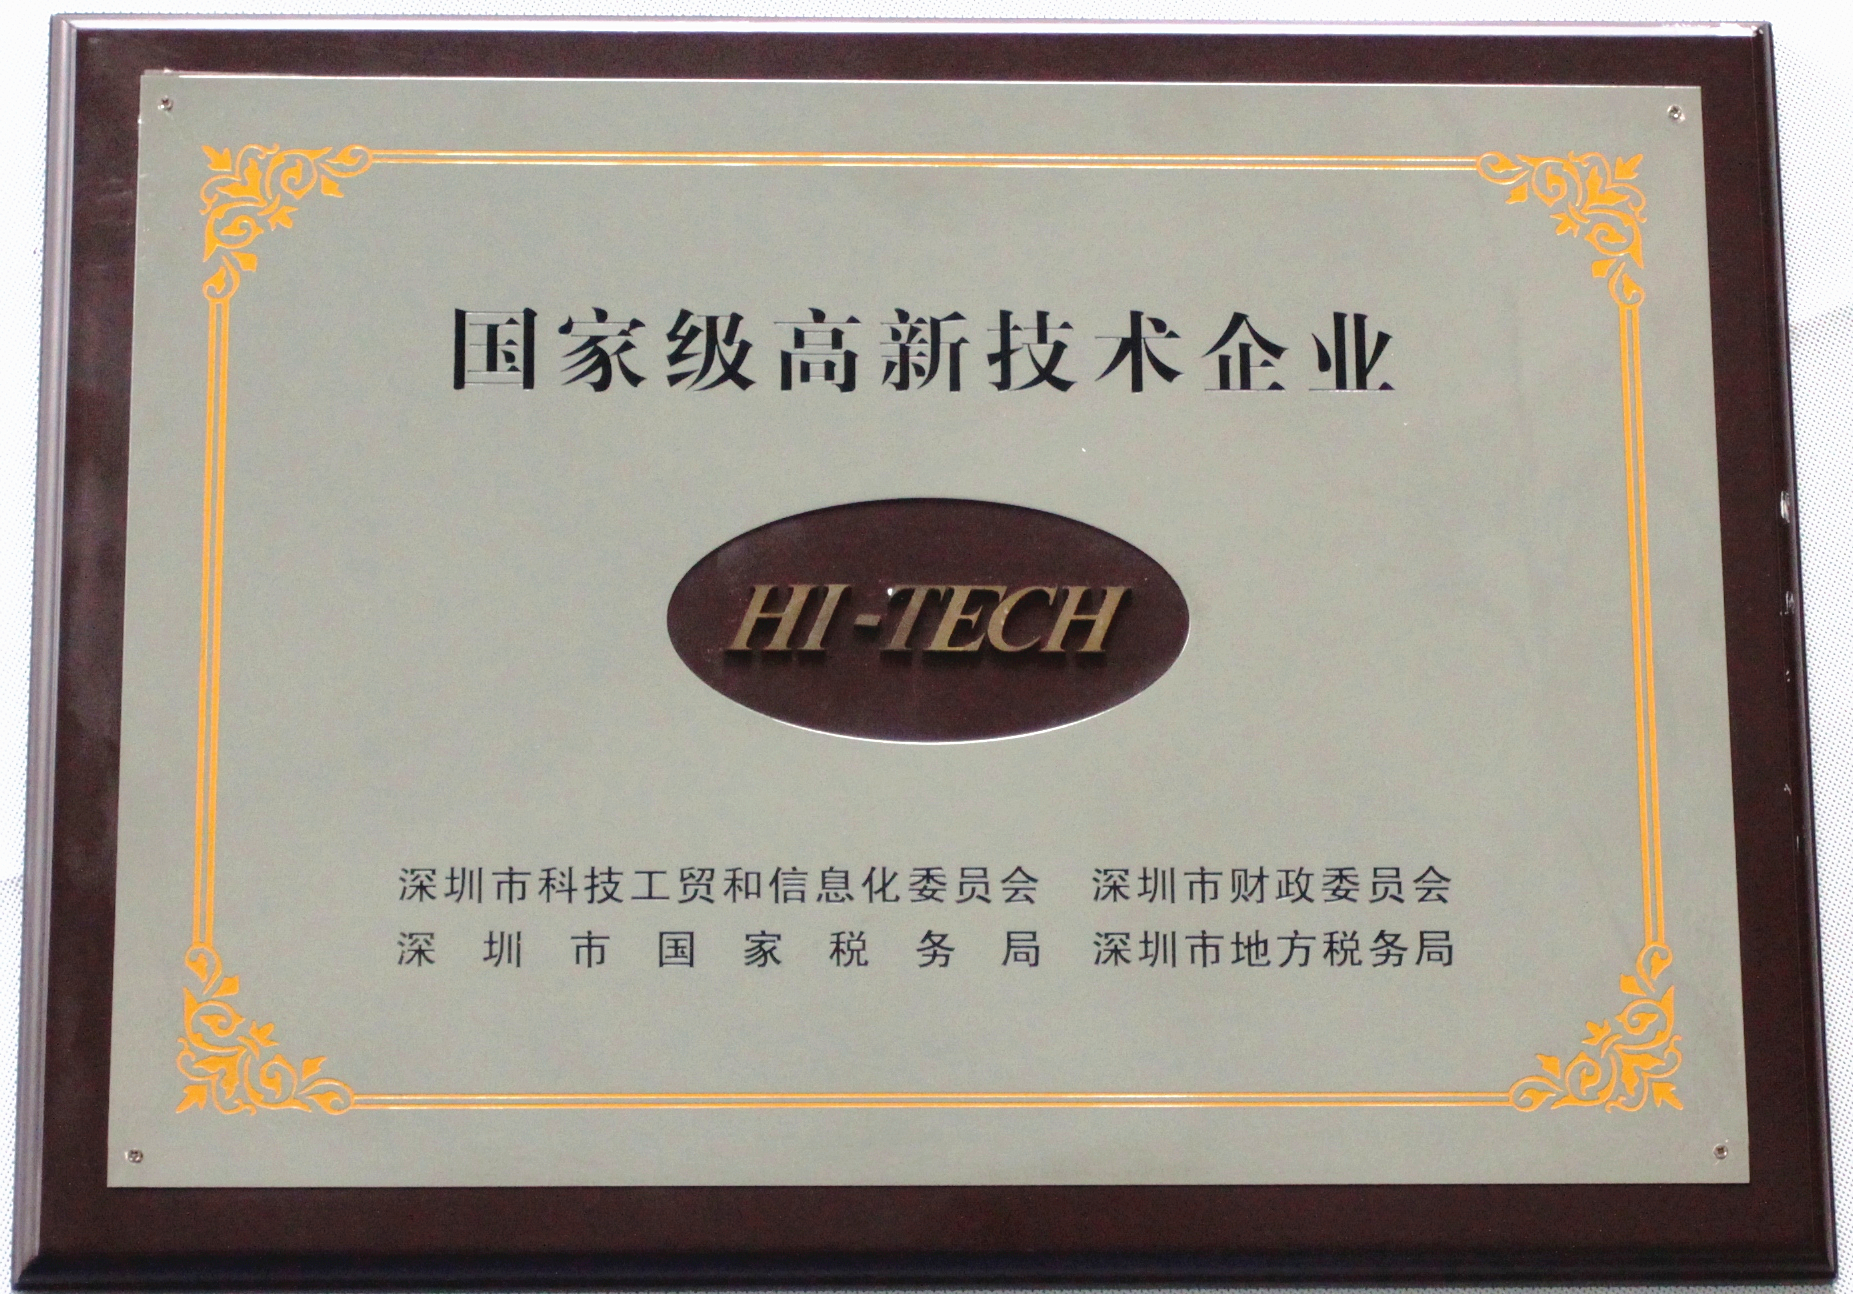 国家级高新技术企业
HI-TECH
深圳市科技工贸和信息化委员会 深圳市财政委员会
深圳市国家税务局 深圳市地方税务局